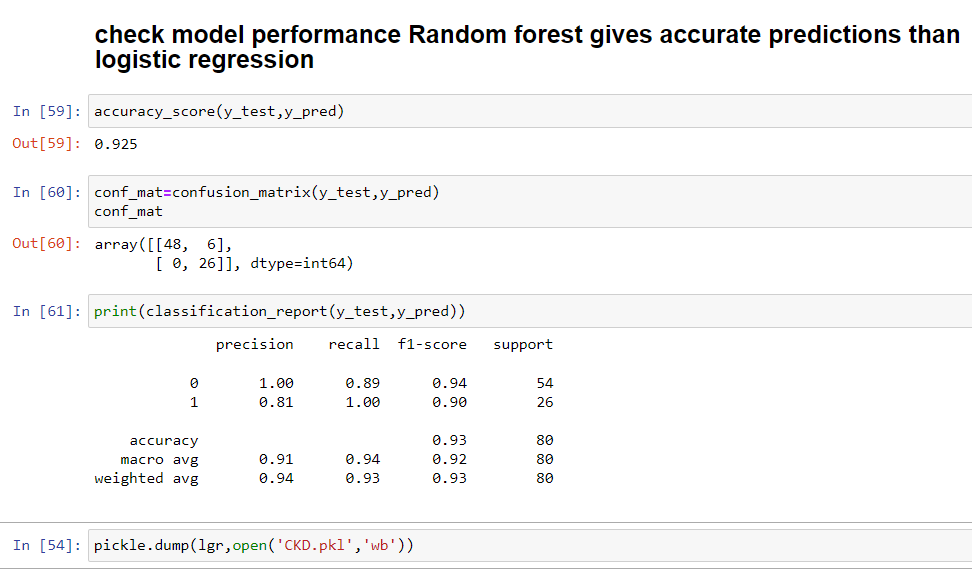 check model performance Random forest gives accurate predictions than
logistic regression
In [59]: accuracy_score(y_test,y_pred)
Out[59]: 0.925
In [60]: conf_mat=confusion_matrix(y_test,y_pred)
conf_mat
Out[60]: array([[48,  6],
       [ 0, 26]], dtype=int64)
In [61]: print(classification_report(y_test,y_pred))
              precision    recall  f1-score   support
           0       1.00      0.89      0.94        54
           1       0.81      1.00      0.90        26
    accuracy                           0.93        80
   macro avg       0.91      0.94      0.92        80
weighted avg       0.94      0.93      0.93        80
In [54]: pickle.dump(lgr,open('CKD.pkl','wb'))